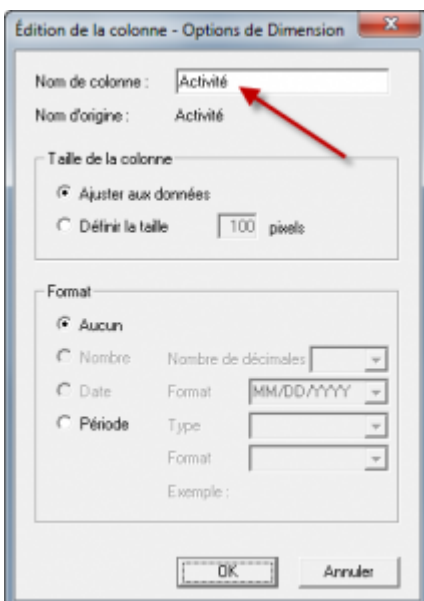 Édition de la colonne - Options de Dimension
Nom de colonne : Activité
Nom d'origine : Activité
Taille de la colonne
Ajuster aux données
Définir la taille 100 pixels
Format
Aucun
Nombre Nombre de décimales
Date Format MM/DD/YYYY
Période Type
Format
Exemple :
OK Annuler